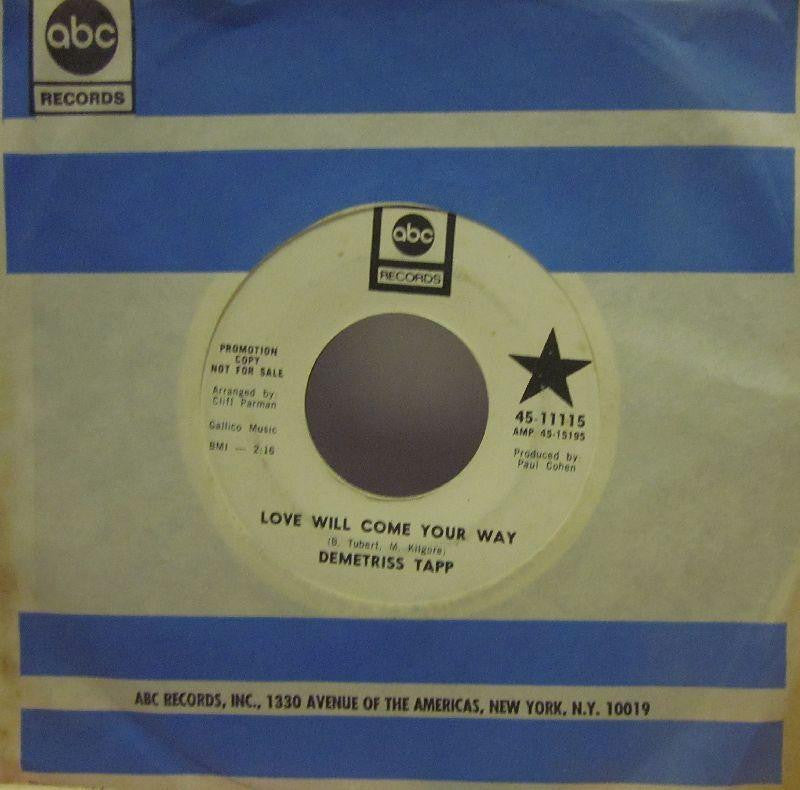 abc
RECORDS
abc
RECORDS
PROMOTION
COPY
NOT FOR SALE
Arranged by:
Cliff Parman
Gallico Music
BMI — 2:16
45-11115
AMP 45-15195
Produced by:
Paul Cohen
LOVE WILL COME YOUR WAY
(B. Tubert, M. Kilgore)
DEMETRISS TAPP
ABC RECORDS, INC., 1330 AVENUE OF THE AMERICAS, NEW YORK, N.Y. 10019